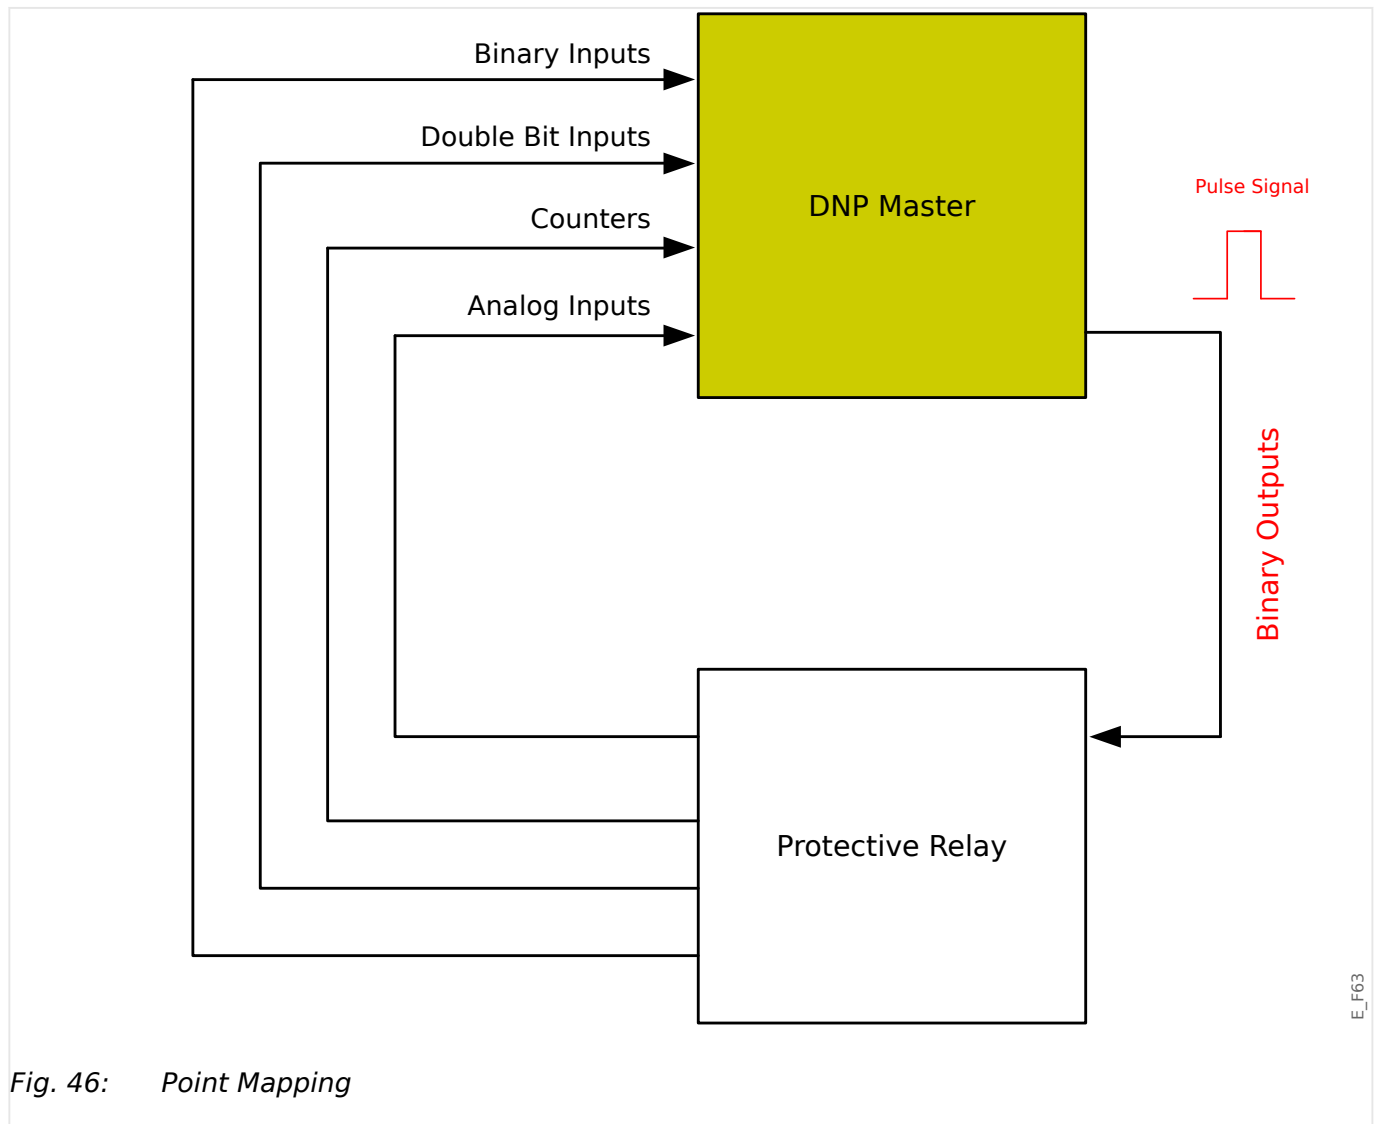 Binary Inputs
Double Bit Inputs
Counters
Analog Inputs
DNP Master
Pulse Signal
Binary Outputs
Protective Relay
E_F63
Fig. 46: Point Mapping